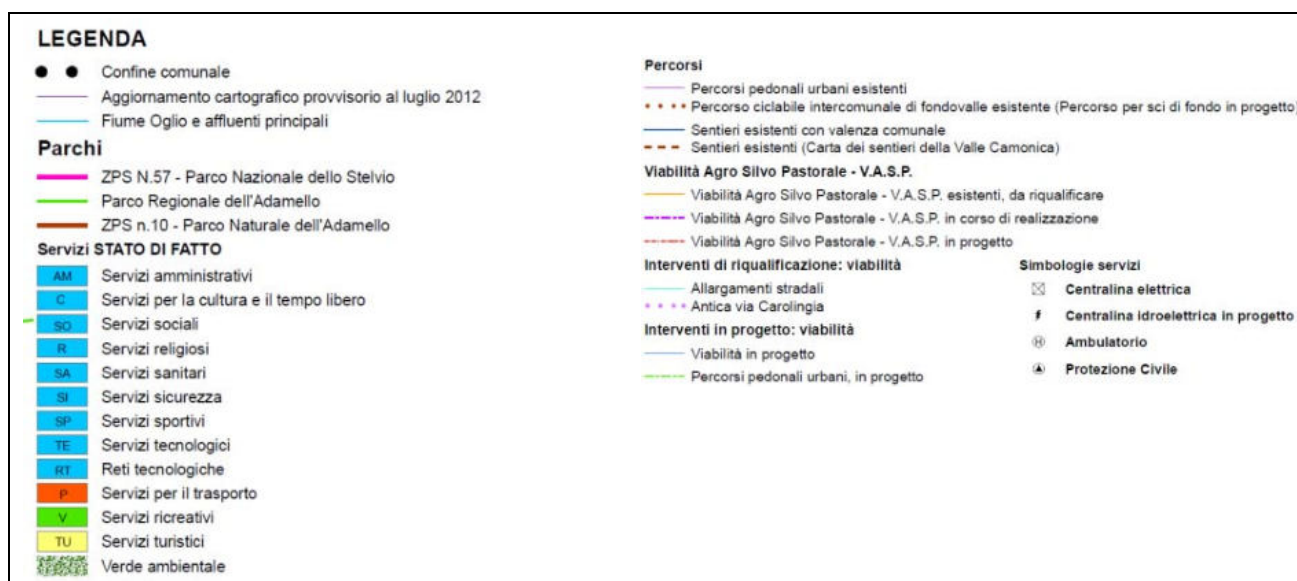 LEGENDA
Confine comunale
Aggiornamento cartografico provvisorio al luglio 2012
Fiume Oglio e affluenti principali
Parchi
ZPS N.57 - Parco Nazionale dello Stelvio
Parco Regionale dell'Adamello
ZPS n.10 - Parco Naturale dell'Adamello
Servizi STATO DI FATTO
AM Servizi amministrativi
C Servizi per la cultura e il tempo libero
SO Servizi sociali
R Servizi religiosi
SA Servizi sanitari
SI Servizi sicurezza
SP Servizi sportivi
TE Servizi tecnologici
RT Reti tecnologiche
P Servizi per il trasporto
V Servizi ricreativi
TU Servizi turistici
Verde ambientale
Percorsi
Percorsi pedonali urbani esistenti
Percorso ciclabile intercomunale di fondovalle esistente (Percorso per sci di fondo in progetto)
Sentieri esistenti con valenza comunale
Sentieri esistenti (Carta dei sentieri della Valle Camonica)
Viabilità Agro Silvo Pastorale - V.A.S.P.
Viabilità Agro Silvo Pastorale - V.A.S.P. esistenti, da riqualificare
Viabilità Agro Silvo Pastorale - V.A.S.P. in corso di realizzazione
Viabilità Agro Silvo Pastorale - V.A.S.P. in progetto
Interventi di riqualificazione: viabilità
Allargamenti stradali
Antica via Carolingia
Interventi in progetto: viabilità
Viabilità in progetto
Percorsi pedonali urbani, in progetto
Simbologie servizi
Centralina elettrica
Centralina idroelettrica in progetto
H Ambulatorio
Protezione Civile